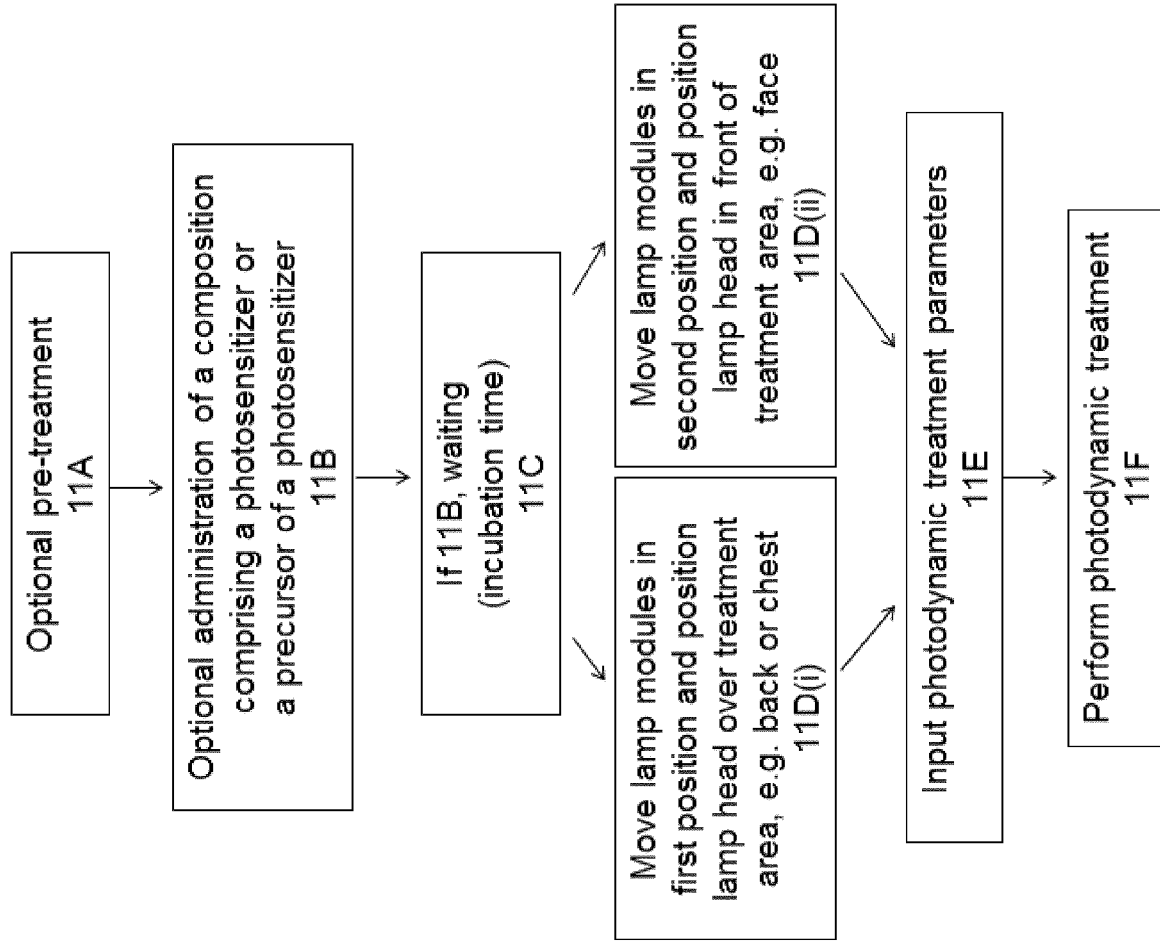 Optional pre-treatment
11A
Optional administration of a composition
comprising a photosensitizer or
a precursor of a photosensitizer
11B
If 11B, waiting
(incubation time)
11C
Move lamp modules in
first position and position
lamp head over treatment
area, e.g. back or chest
11D(i)
Move lamp modules in
second position and position
lamp head in front of
treatment area, e.g. face
11D(ii)
Input photodynamic treatment parameters
11E
Perform photodynamic treatment
11F